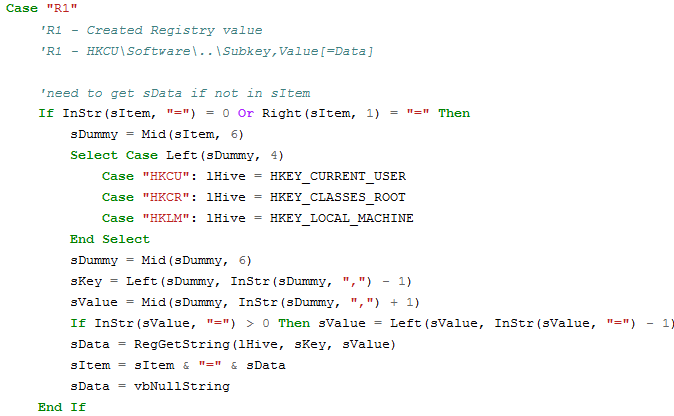 Case "R1"
'R1 - Created Registry value
'R1 - HKCU\Software\..\Subkey,Value[=Data]
'need to get sData if not in sItem
If InStr(sItem, "=") = 0 Or Right(sItem, 1) = "=" Then
sDummy = Mid(sItem, 6)
Select Case Left(sDummy, 4)
Case "HKCU": lHive = HKEY_CURRENT_USER
Case "HKCR": lHive = HKEY_CLASSES_ROOT
Case "HKLM": lHive = HKEY_LOCAL_MACHINE
End Select
sDummy = Mid(sDummy, 6)
sKey = Left(sDummy, InStr(sDummy, ",") - 1)
sValue = Mid(sDummy, InStr(sDummy, ",") + 1)
If InStr(sValue, "=") > 0 Then sValue = Left(sValue, InStr(sValue, "=") - 1)
sData = RegGetString(lHive, sKey, sValue)
sItem = sItem & "=" & sData
sData = vbNullString
End If